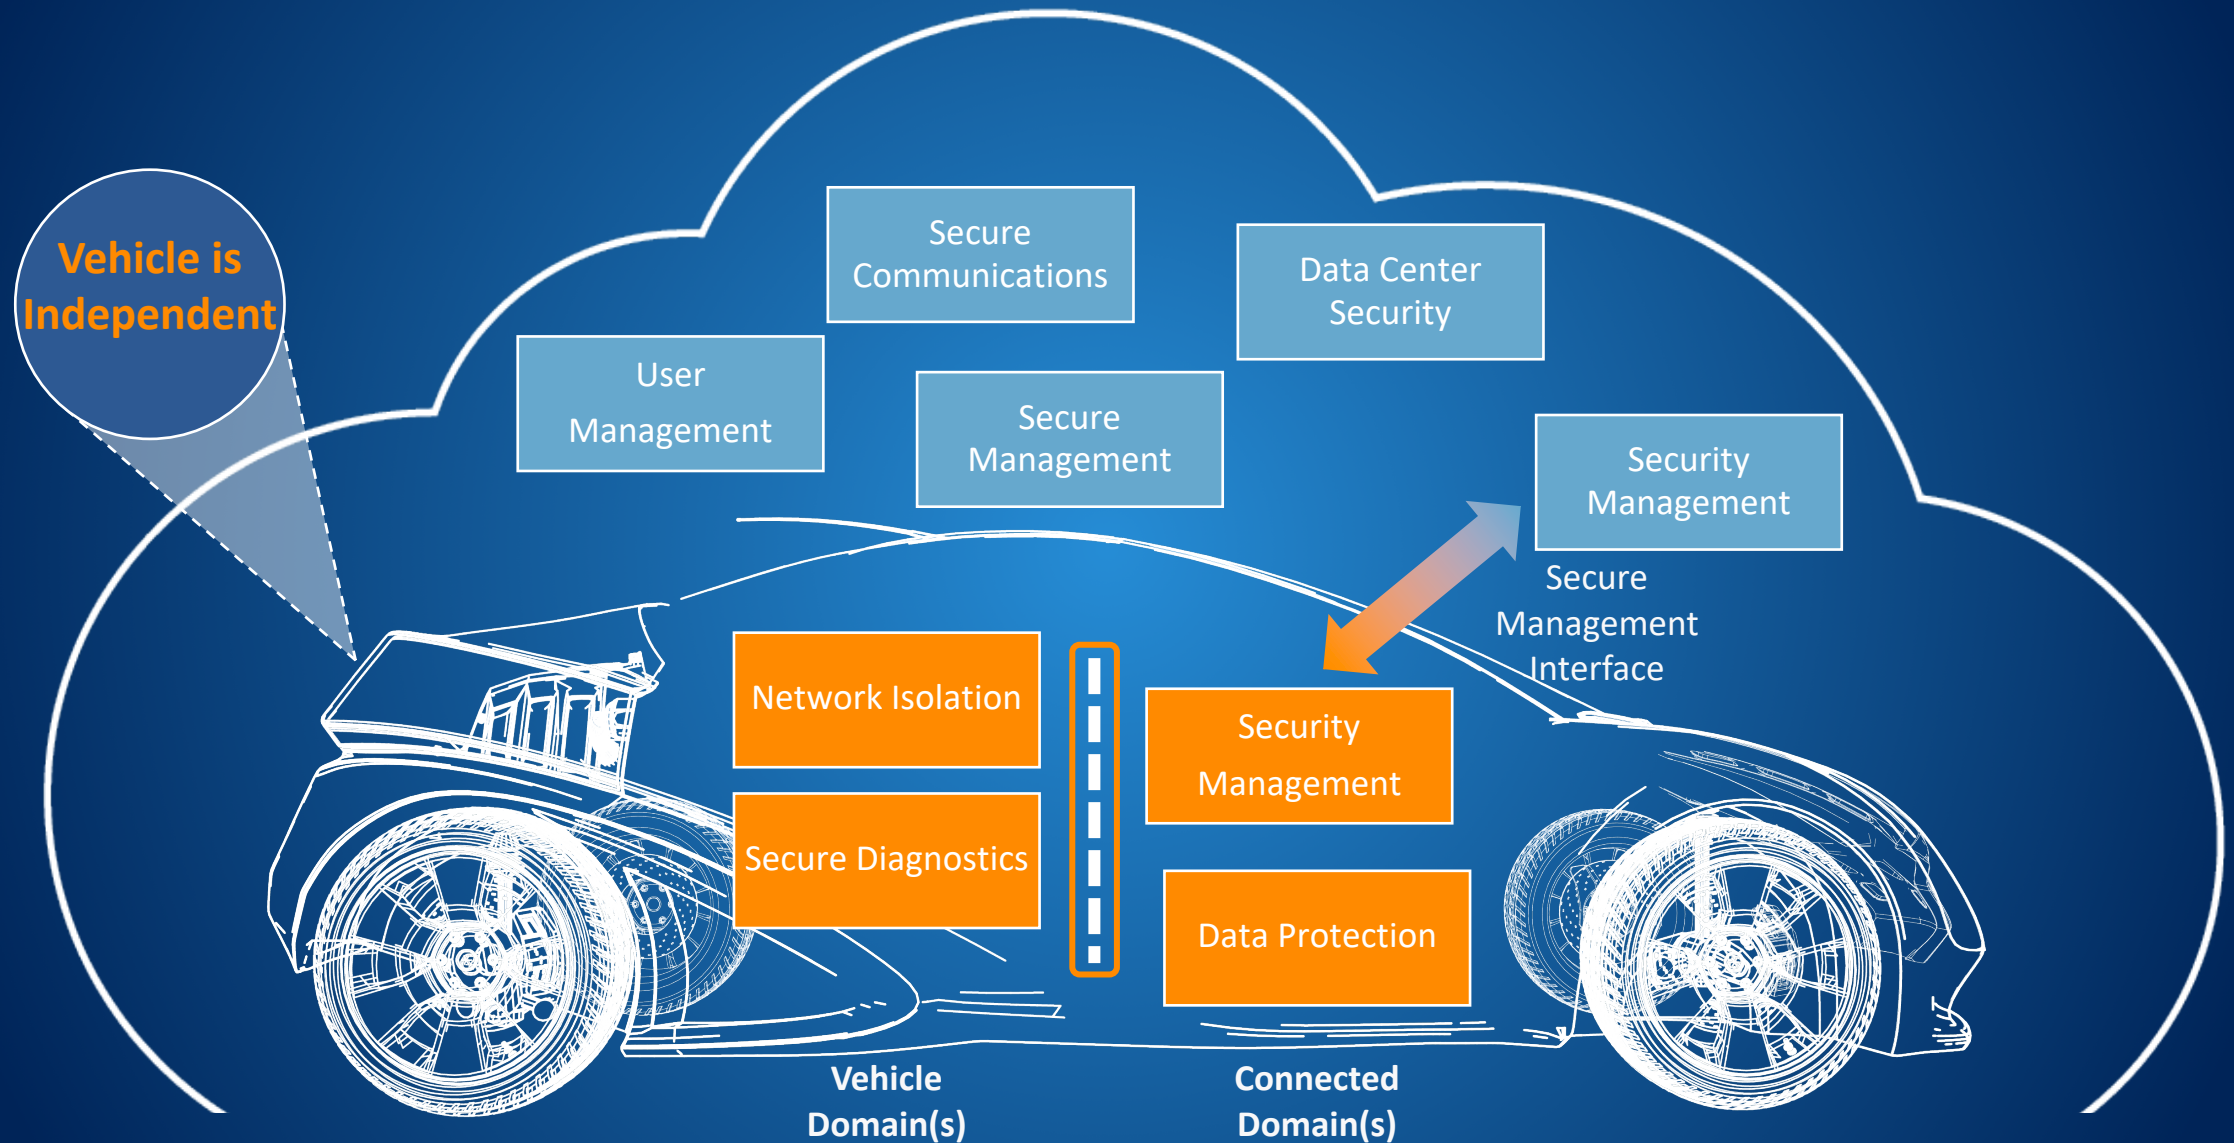 Vehicle is
Independent
Secure
Communications
Data Center
Security
User
Management
Secure
Management
Security
Management
Secure
Management
Interface
Network Isolation
Security
Management
Secure Diagnostics
Data Protection
Vehicle
Domain(s)
Connected
Domain(s)